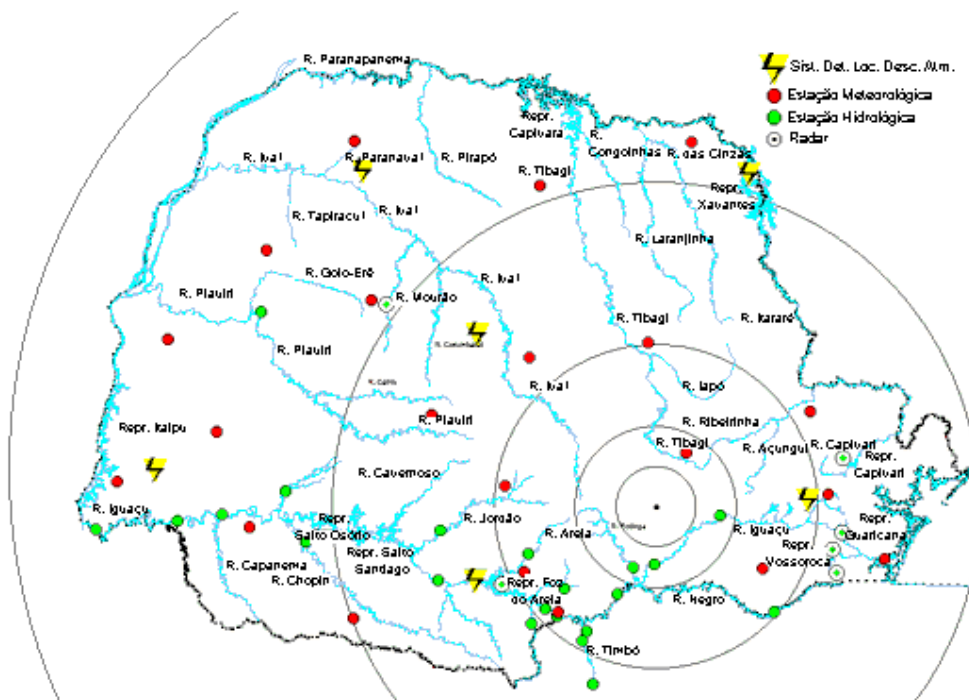 R. Paranapanema
Sist. Det. Loc. Desc. Atm.
Estação Meteorológica
Estação Hidrológica
Radar
Repr.
Capivara
R.
Congoinhas
R. das Cinzas
R. Ivaí
R. Paranavaí
R. Pirapó
R. Tibagi
Repr.
Xavantes
R. Tapiracuí
R. Ivaí
R. Laranjinha
R. Goio-Erê
R. Ivaí
R. Piquiri
R. Mourão
R. Tibagi
R. Itararé
R. Piquiri
R. Ivaí
R. Iapó
R. Piquiri
R. Ribeirinha
Repr. Itaipu
R. Tibagi
R. Açungui
R. Capivari
Repr.
Capivari
R. Cavernoso
R. Iguaçu
Repr.
Salto Osório
R. Jordão
R. Areia
R. Iguaçu
Repr.
Guaricana
Repr. Salto
Santiago
Repr.
Vossoroca
R. Capanema
R. Chopin
Repr. Foz
do Areia
R. Negro
R. Timbó